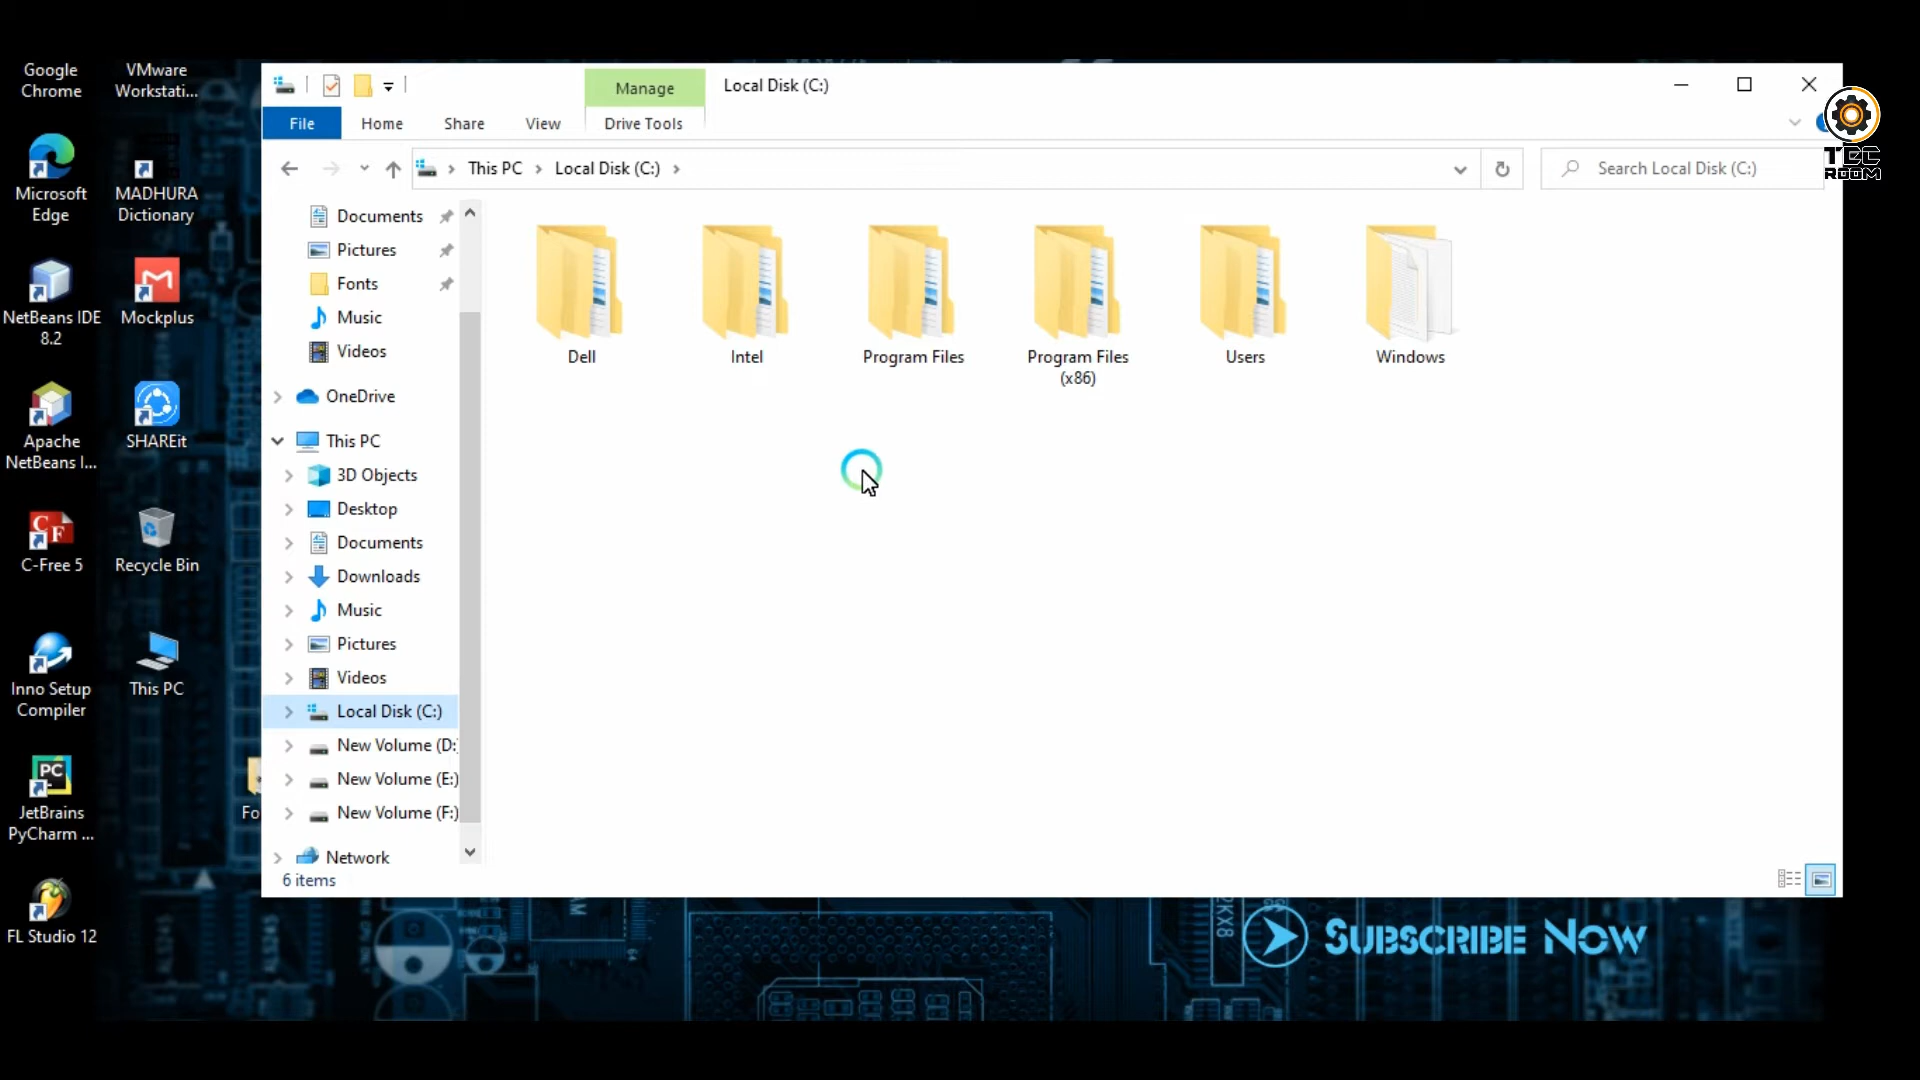 Google
Chrome
VMware
Workstati...
Microsoft
Edge
MADHURA
Dictionary
NetBeans IDE
8.2
Mockplus
Apache
NetBeans I...
SHAREit
C-Free 5
Recycle Bin
Inno Setup
Compiler
This PC
JetBrains
PyCharm ...
FL Studio 12
Fo
Manage
Local Disk (C:)
File
Home
Share
View
Drive Tools
This PC
Local Disk (C:)
Search Local Disk (C:)
TEC
ROOM
Documents
Pictures
Fonts
Music
Videos
OneDrive
This PC
3D Objects
Desktop
Documents
Downloads
Music
Pictures
Videos
Local Disk (C:)
New Volume (D:
New Volume (E:)
New Volume (F:)
Network
6 items
Dell
Intel
Program Files
Program Files
(x86)
Users
Windows
Subscribe Now